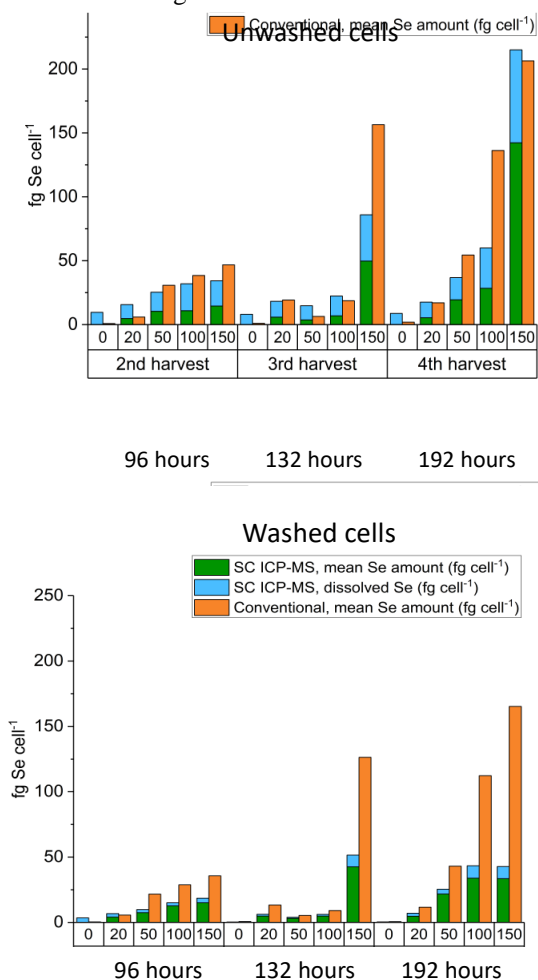 Conventional, mean Se amount (fg cell⁻¹)
Unwashed cells
200
150
100
50
0
fg Se cell⁻¹
0 20 50 100 150 0 20 50 100 150 0 20 50 100 150
2nd harvest 3rd harvest 4th harvest
96 hours 132 hours 192 hours
Washed cells
SC ICP-MS, mean Se amount (fg cell⁻¹)
SC ICP-MS, dissolved Se (fg cell⁻¹)
Conventional, mean Se amount (fg cell⁻¹)
250
200
150
100
50
0
fg Se cell⁻¹
0 20 50 100 150 0 20 50 100 150 0 20 50 100 150
96 hours 132 hours 192 hours